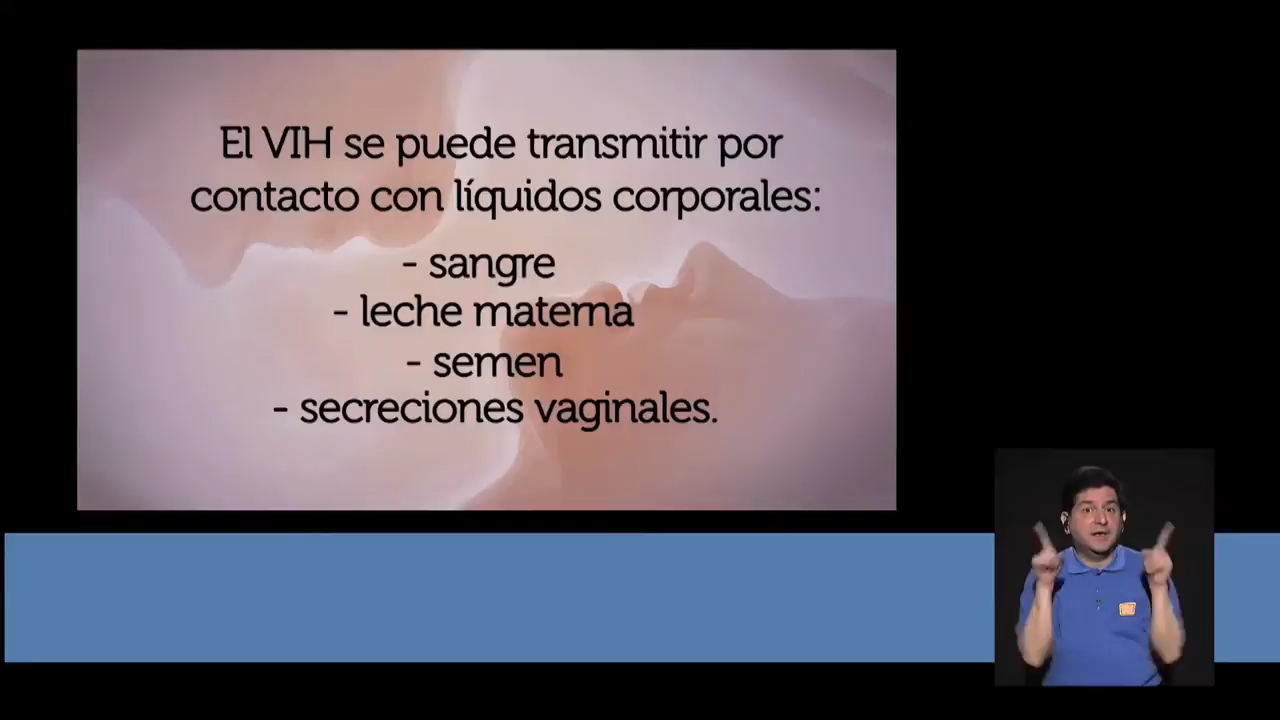 El VIH se puede transmitir por
contacto con líquidos corporales:
- sangre
- leche materna
- semen
- secreciones vaginales.